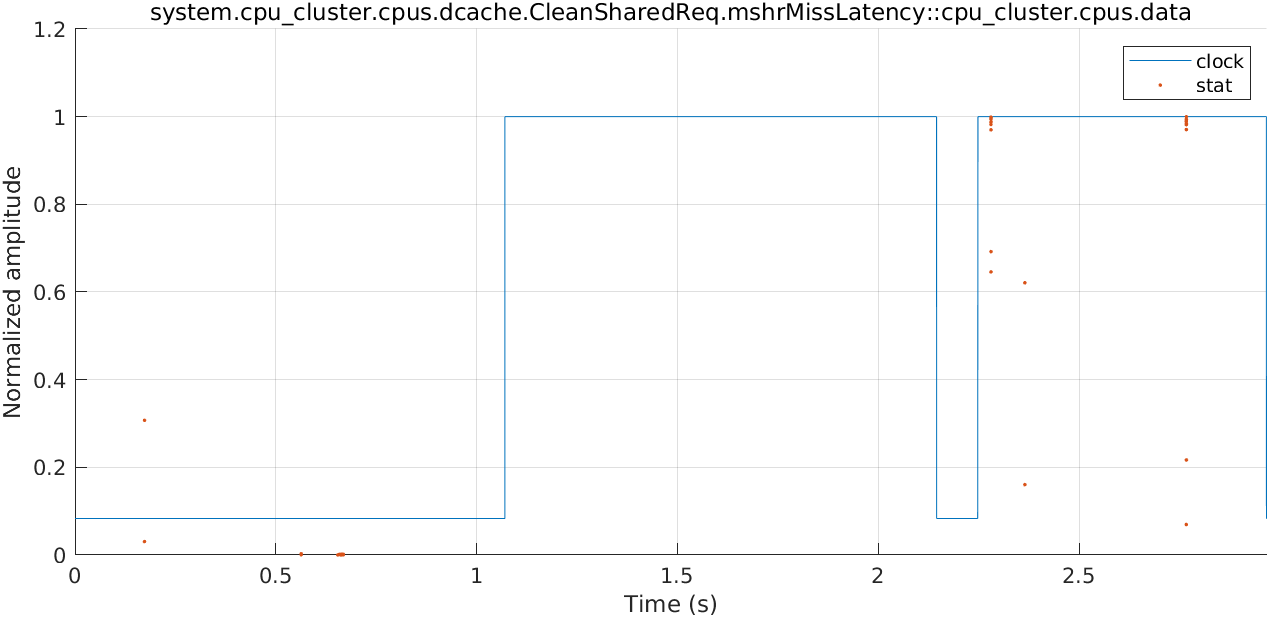 system.cpu_cluster.cpus.dcache.CleanSharedReq.mshrMissLatency::cpu_cluster.cpus.data
1.2
1
0.8
0.6
0.4
0.2
0
Normalized amplitude
clock
stat
0 0.5 1 1.5 2 2.5
Time (s)